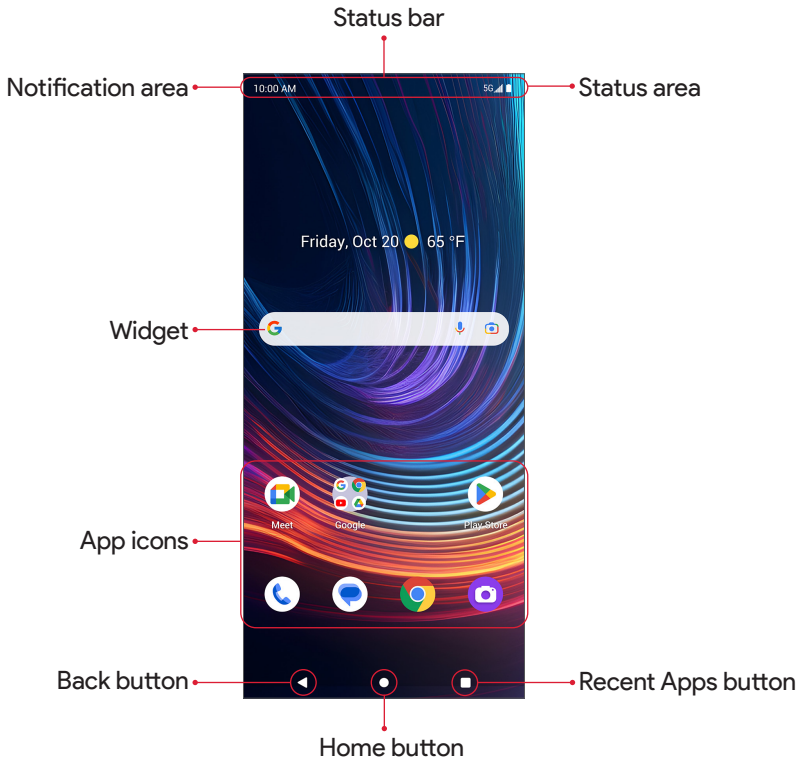 Status bar
Notification area
10:00 AM
5G
Status area
Friday, Oct 20
65 °F
Widget
Meet
Google
Play Store
App icons
Back button
Recent Apps button
Home button